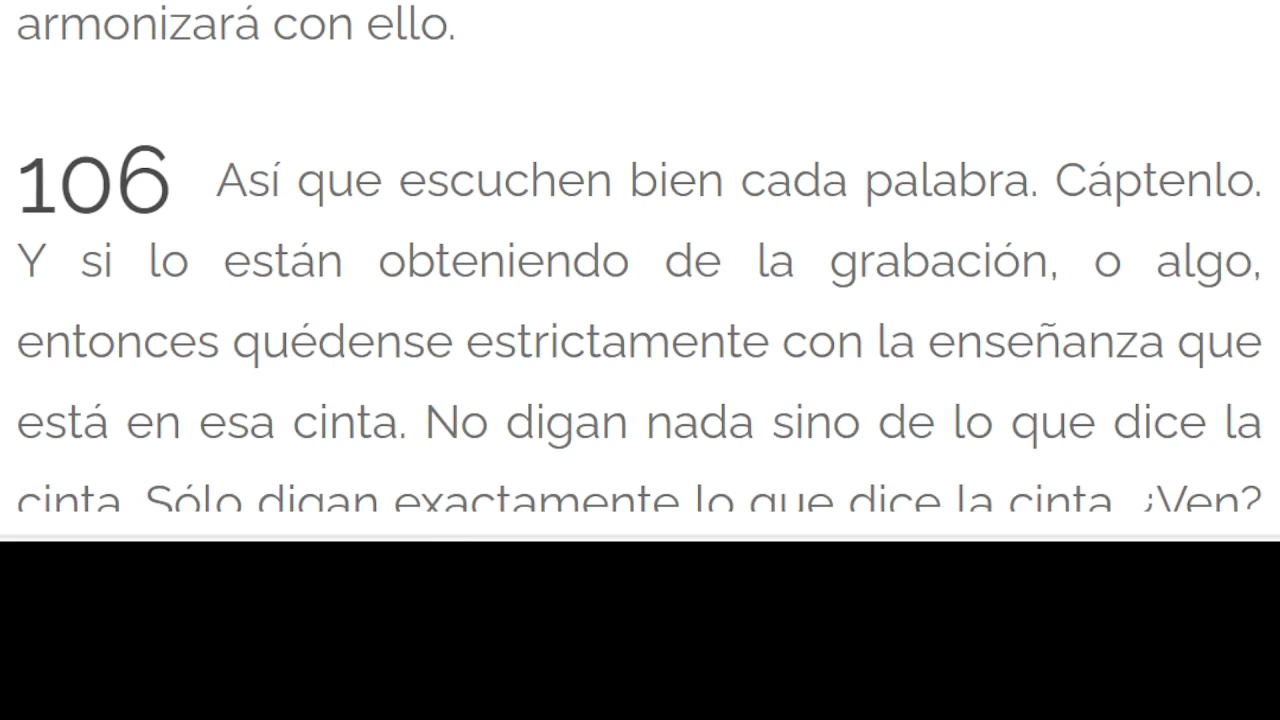 armonizará con ello.
106 Así que escuchen bien cada palabra. Cáptenlo.
Y si lo están obteniendo de la grabación, o algo,
entonces quédense estrictamente con la enseñanza que
está en esa cinta. No digan nada sino de lo que dice la
cinta. Sólo digan exactamente lo que dice la cinta. ¿Ven?